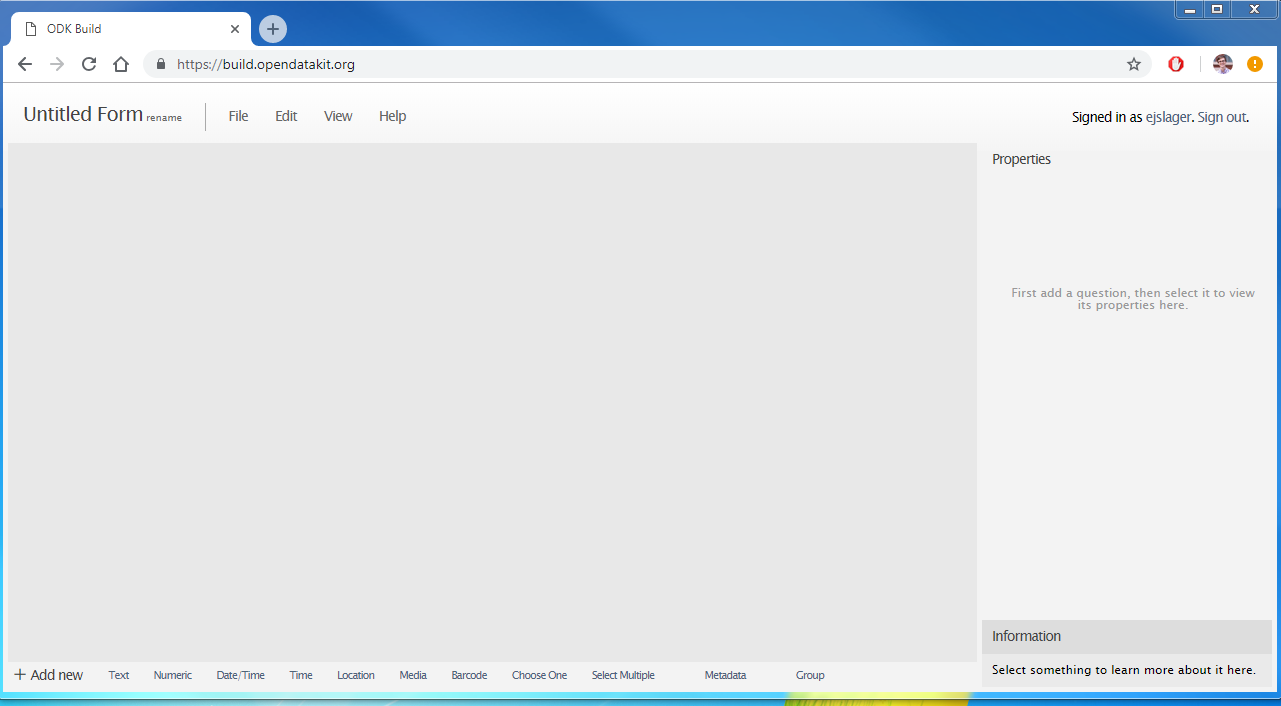 ODK Build
https://build.opendatakit.org
Untitled Form rename File Edit View Help Signed in as ejslager. Sign out.
Properties
First add a question, then select it to view
its properties here.
Information
Select something to learn more about it here.
+ Add new Text Numeric Date/Time Time Location Media Barcode Choose One Select Multiple Metadata Group